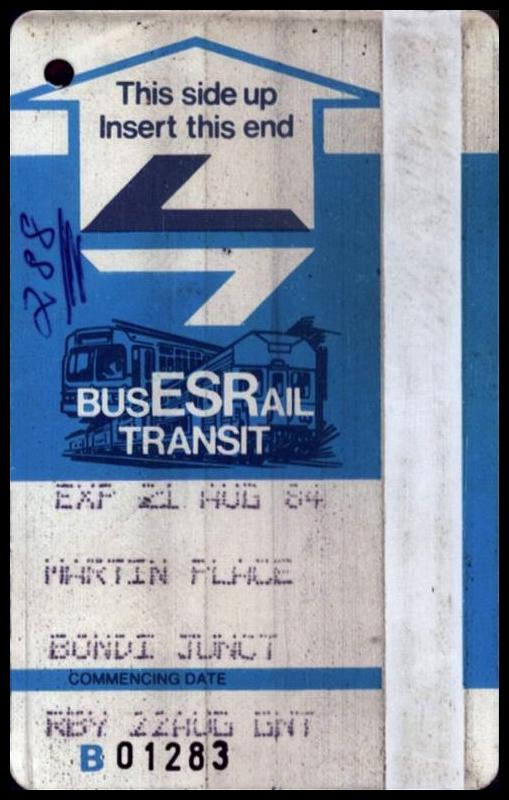 This side up
Insert this end
288
BUSESRAIL
TRANSIT
EXP 21 AUG 84
MARTIN PLACE
BONDI JUNCT
COMMENCING DATE
RBY 22AUG GNT
B 01283